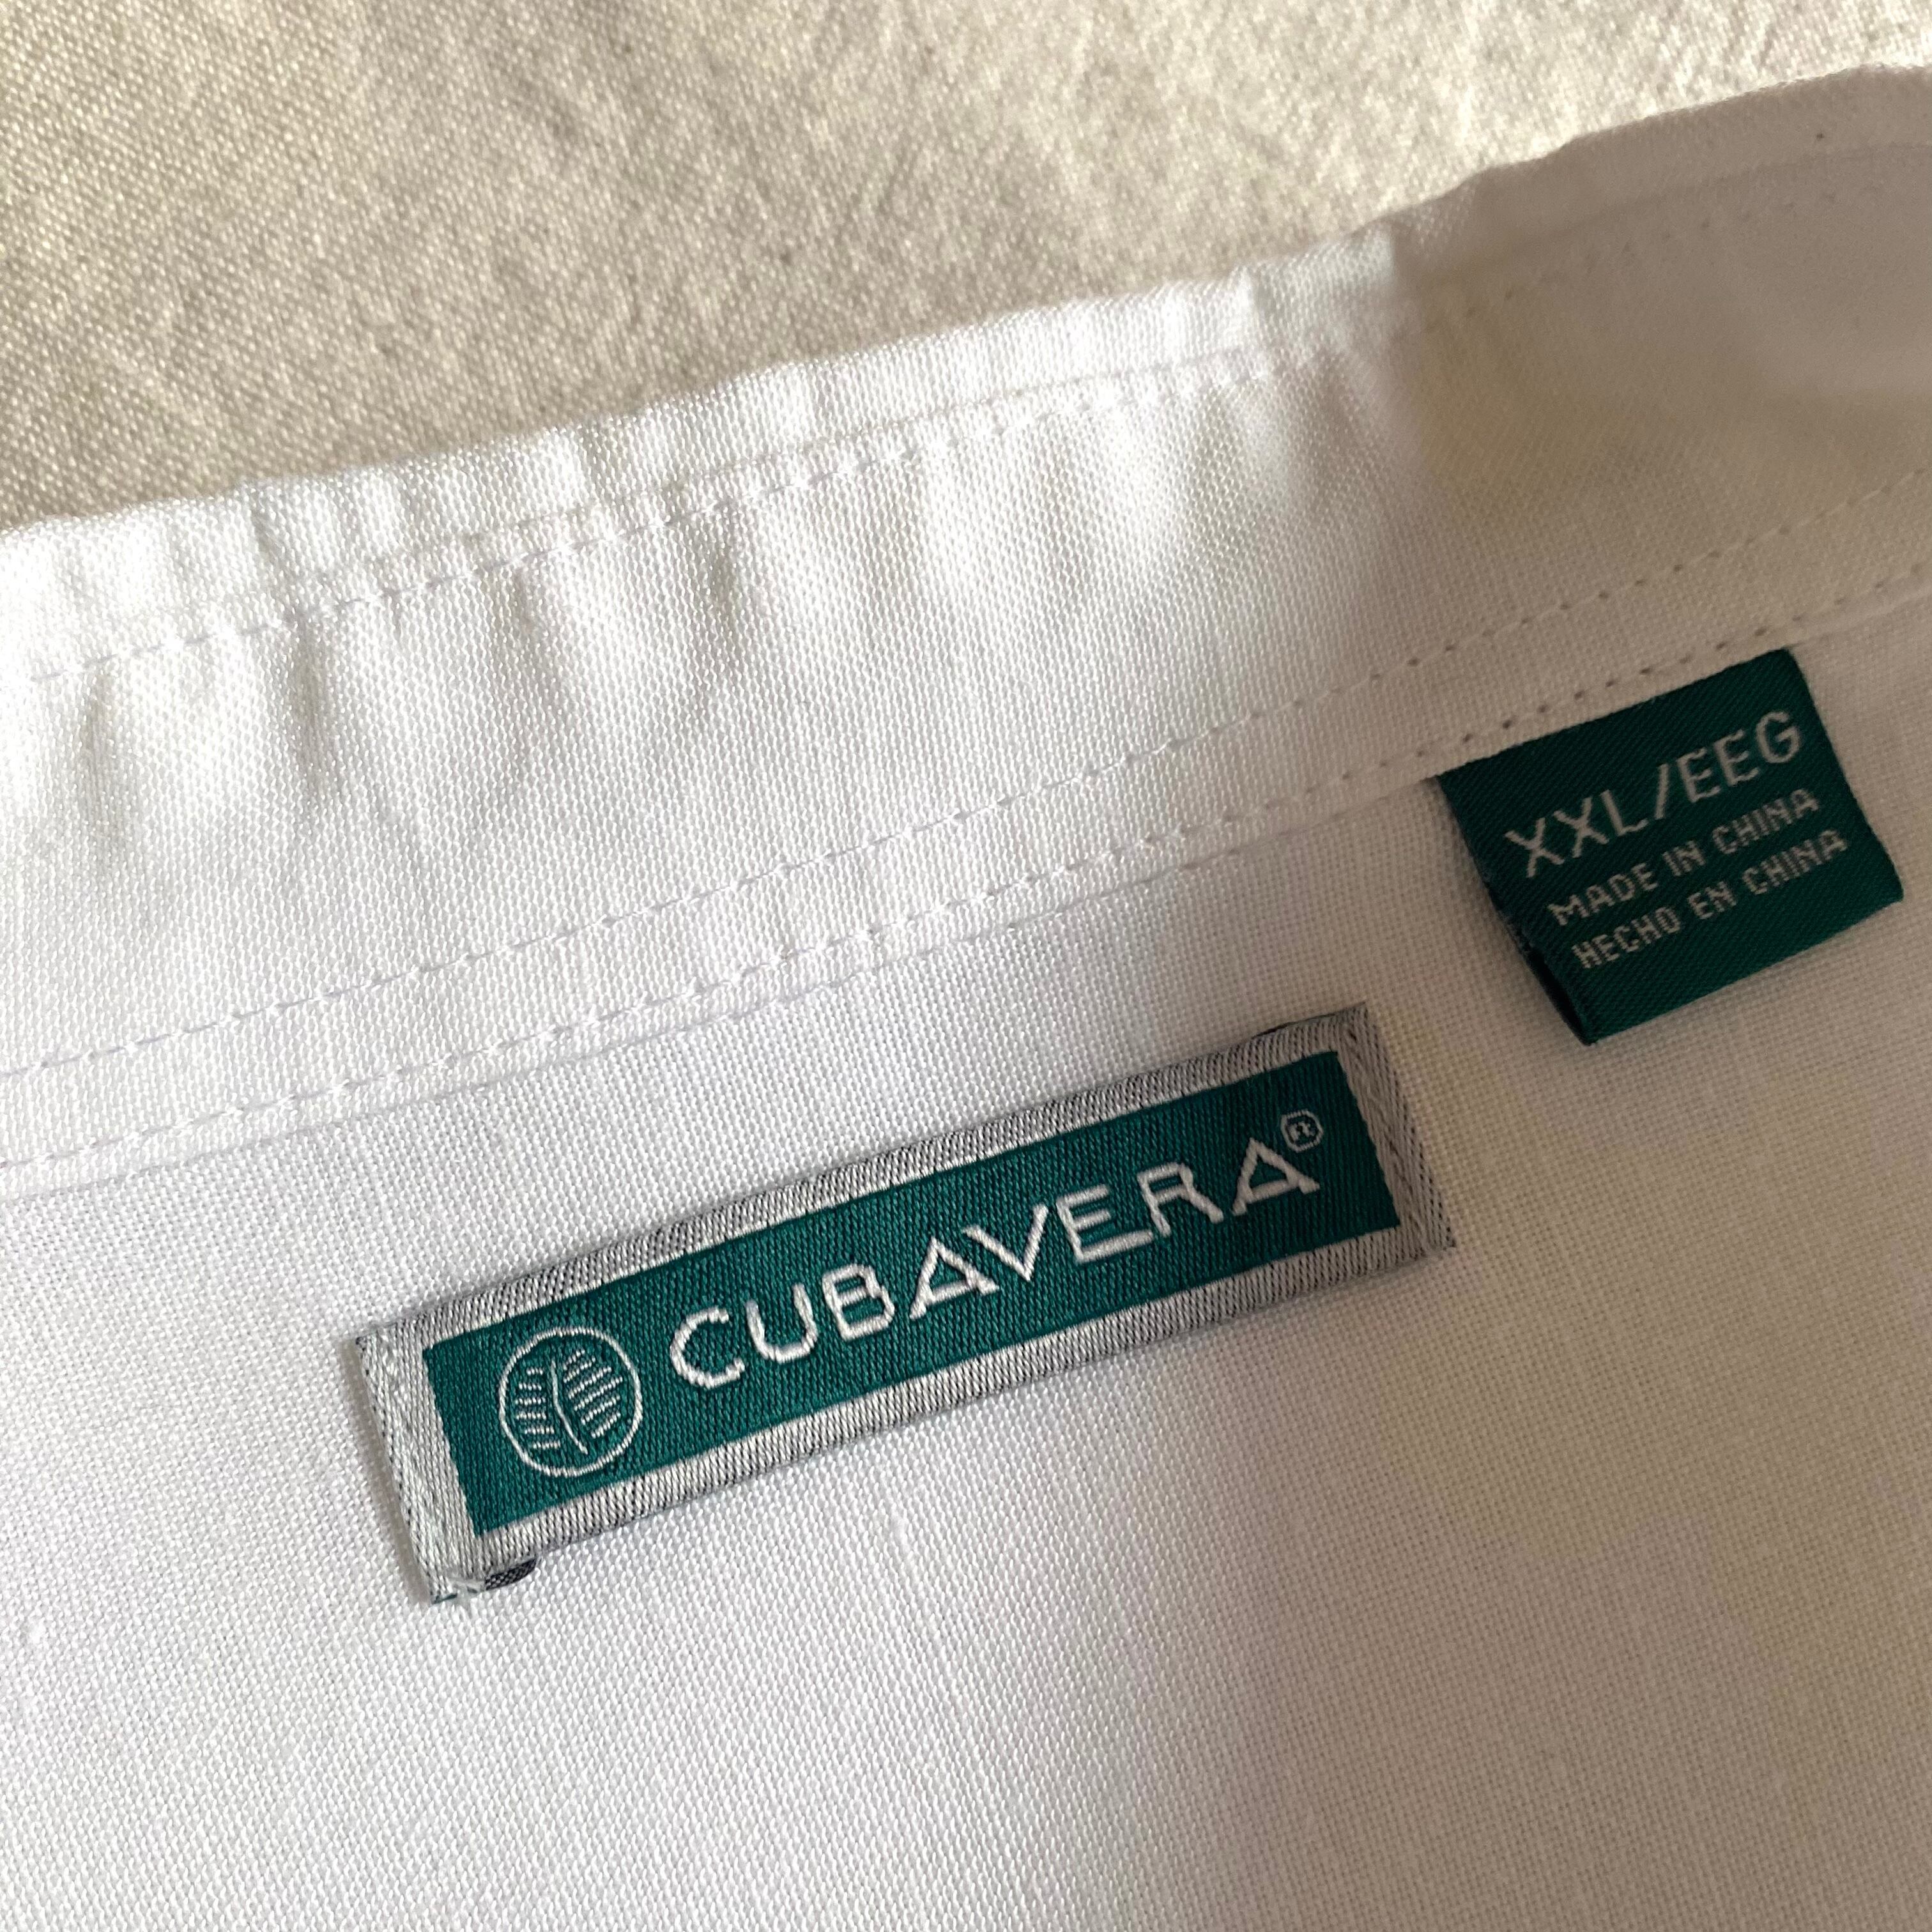 XXL/EEG
MADE IN CHINA
HECHO EN CHINA
CUBAVERA®